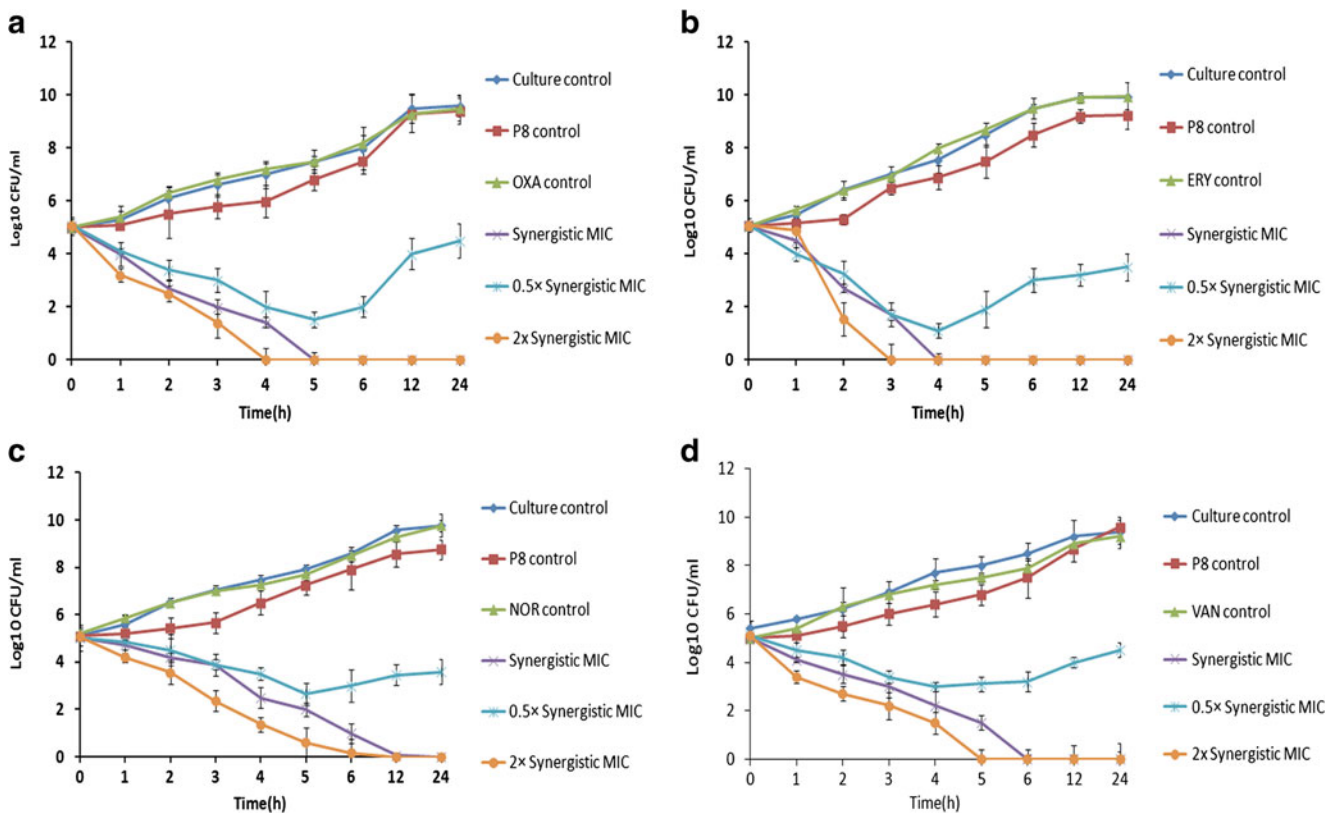 a
12
10
8
6
4
2
0
Log10 CFU/ml
0 1 2 3 4 5 6 12 24
Time(h)
Culture control
P8 control
OXA control
Synergistic MIC
0.5× Synergistic MIC
2x Synergistic MIC
b
12
10
8
6
4
2
0
Log10 CFU/ml
0 1 2 3 4 5 6 12 24
Time(h)
Culture control
P8 control
ERY control
Synergistic MIC
0.5× Synergistic MIC
2× Synergistic MIC
c
12
10
8
6
4
2
0
Log10 CFU/ml
0 1 2 3 4 5 6 12 24
Time(h)
Culture control
P8 control
NOR control
Synergistic MIC
0.5× Synergistic MIC
2× Synergistic MIC
d
12
10
8
6
4
2
0
Log10 CFU/ml
0 1 2 3 4 5 6 12 24
Time(h)
Culture control
P8 control
VAN control
Synergistic MIC
0.5× Synergistic MIC
2x Synergistic MIC